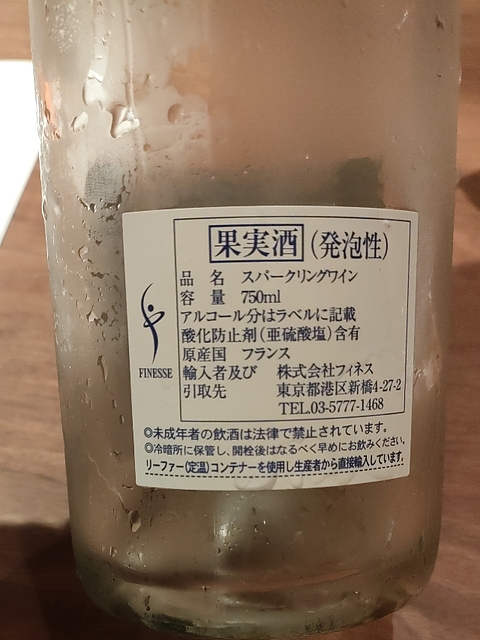 果実酒 (発泡性)
品 名 スパークリングワイン
容 量 750ml
アルコール分はラベルに記載
酸化防止剤(亜硫酸塩)含有
原産国 フランス
輸入者及び 株式会社フィネス
引取先 東京都港区新橋4-27-2
TEL.03-5777-1468
FINESSE
◎未成年者の飲酒は法律で禁止されています。
◎冷暗所に保管し、開栓後はなるべく早めにお飲みください。
リーファー(定温)コンテナーを使用し生産者から直接輸入しています。